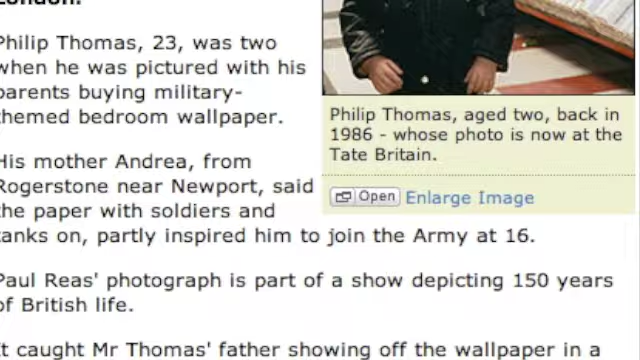 London.
Philip Thomas, 23, was two
when he was pictured with his
parents buying military-
themed bedroom wallpaper.
His mother Andrea, from
Rogerstone near Newport, said
the paper with soldiers and
tanks on, partly inspired him to join the Army at 16.
Paul Reas' photograph is part of a show depicting 150 years
of British life.
It caught Mr Thomas' father showing off the wallpaper in a
Philip Thomas, aged two, back in
1986 - whose photo is now at the
Tate Britain.
Open Enlarge Image